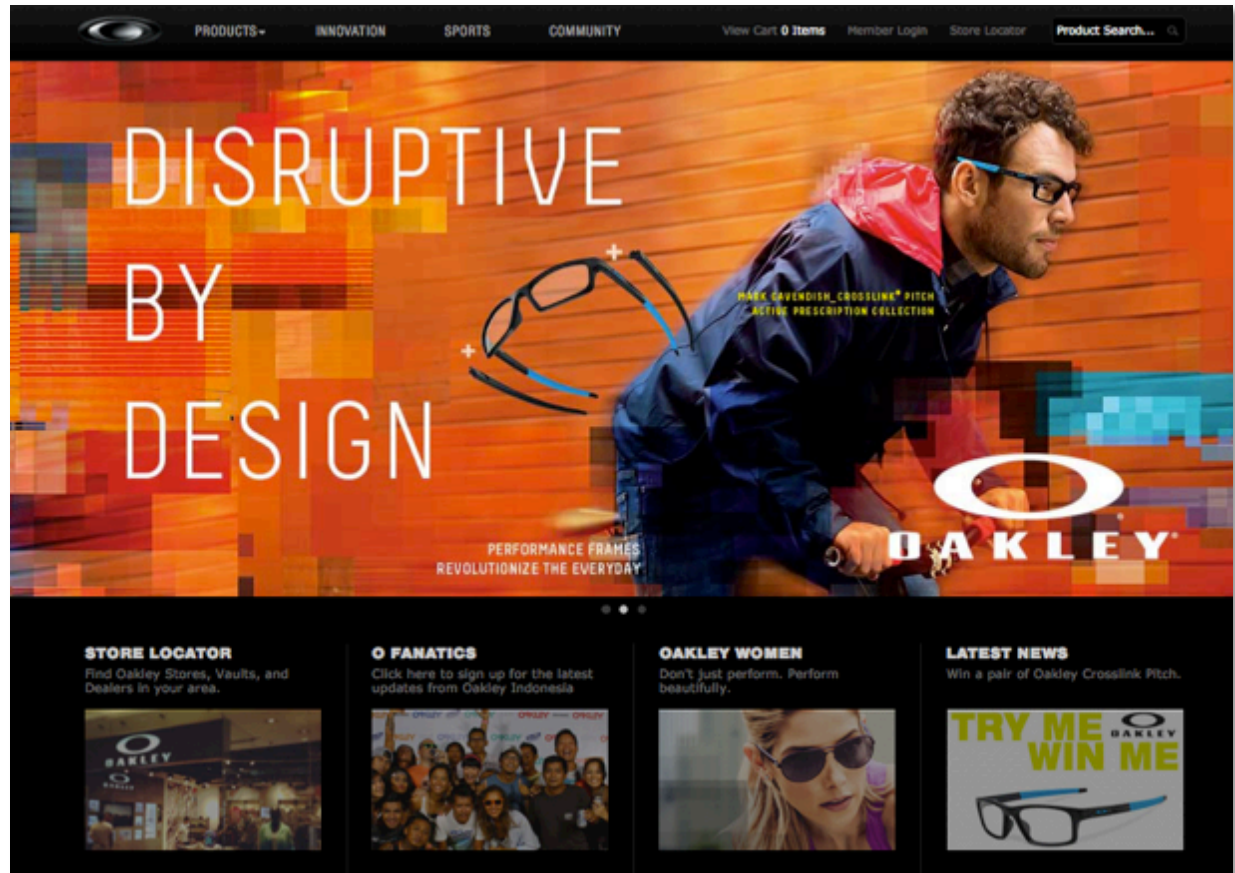 PRODUCTS
INNOVATION
SPORTS
COMMUNITY
View Cart 0 Items
Member Login
Store Locator
Product Search...
DISRUPTIVE
BY
DESIGN
MARK CAVENDISH_CROSSLINK® PITCH
ACTIVE PRESCRIPTION COLLECTION
PERFORMANCE FRAMES
REVOLUTIONIZE THE EVERYDAY
OAKLEY®
STORE LOCATOR
Find Oakley Stores, Vaults, and
Dealers in your area.
OAKLEY
O FANATICS
Click here to sign up for the latest
updates from Oakley Indonesia
OAKLEY
OAKLEY WOMEN
Don't just perform. Perform
beautifully.
LATEST NEWS
Win a pair of Oakley Crosslink Pitch.
TRY ME
OAKLEY
WIN ME